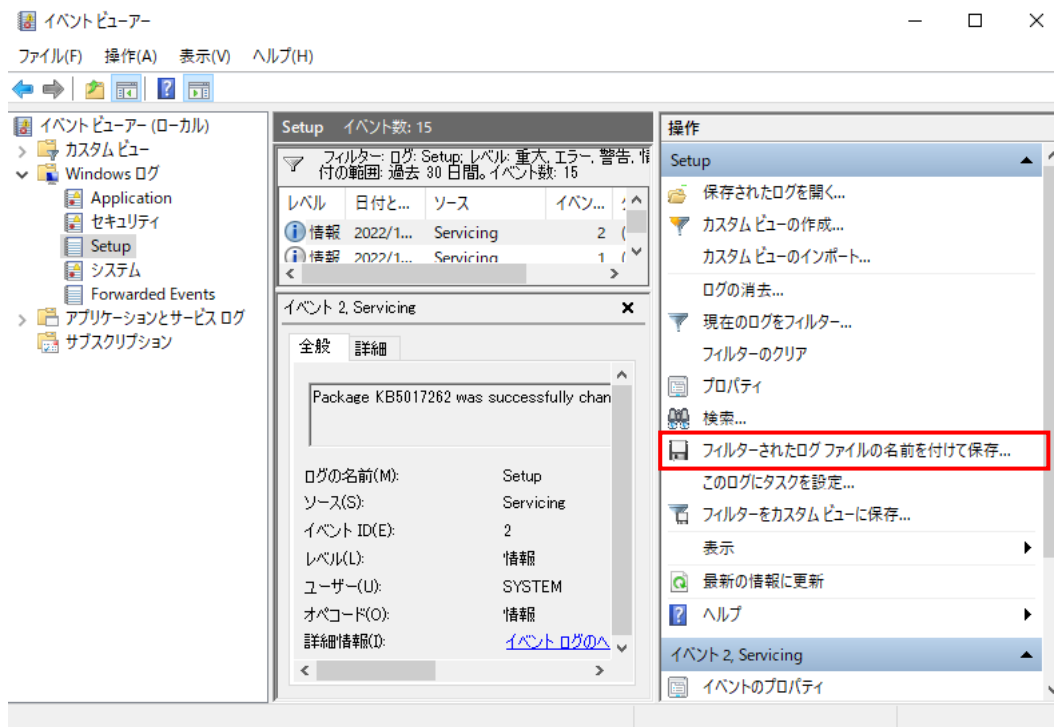 イベント ビューアー
ファイル(F) 操作(A) 表示(V) ヘルプ(H)
イベント ビューアー (ローカル)
カスタム ビュー
Windows ログ
Application
セキュリティ
Setup
システム
Forwarded Events
アプリケーションとサービス ログ
サブスクリプション
Setup イベント数: 15
フィルター: ログ: Setup; レベル: 重大, エラー, 警告, 情
付の範囲: 過去 30 日間。イベント数: 15
レベル 日付と... ソース イベン...
情報 2022/1... Servicing 2
情報 2022/1... Servicing 1
イベント 2, Servicing
全般 詳細
Package KB5017262 was successfully chan
ログの名前(M): Setup
ソース(S): Servicing
イベント ID(E): 2
レベル(L): 情報
ユーザー(U): SYSTEM
オペコード(O): 情報
詳細情報(I): イベント ログのヘ
操作
Setup
保存されたログを開く...
カスタム ビューの作成...
カスタム ビューのインポート...
ログの消去...
現在のログをフィルター...
フィルターのクリア
プロパティ
検索...
フィルターされたログ ファイルの名前を付けて保存...
このログにタスクを設定...
フィルターをカスタム ビューに保存...
表示
最新の情報に更新
ヘルプ
イベント 2, Servicing
イベントのプロパティ